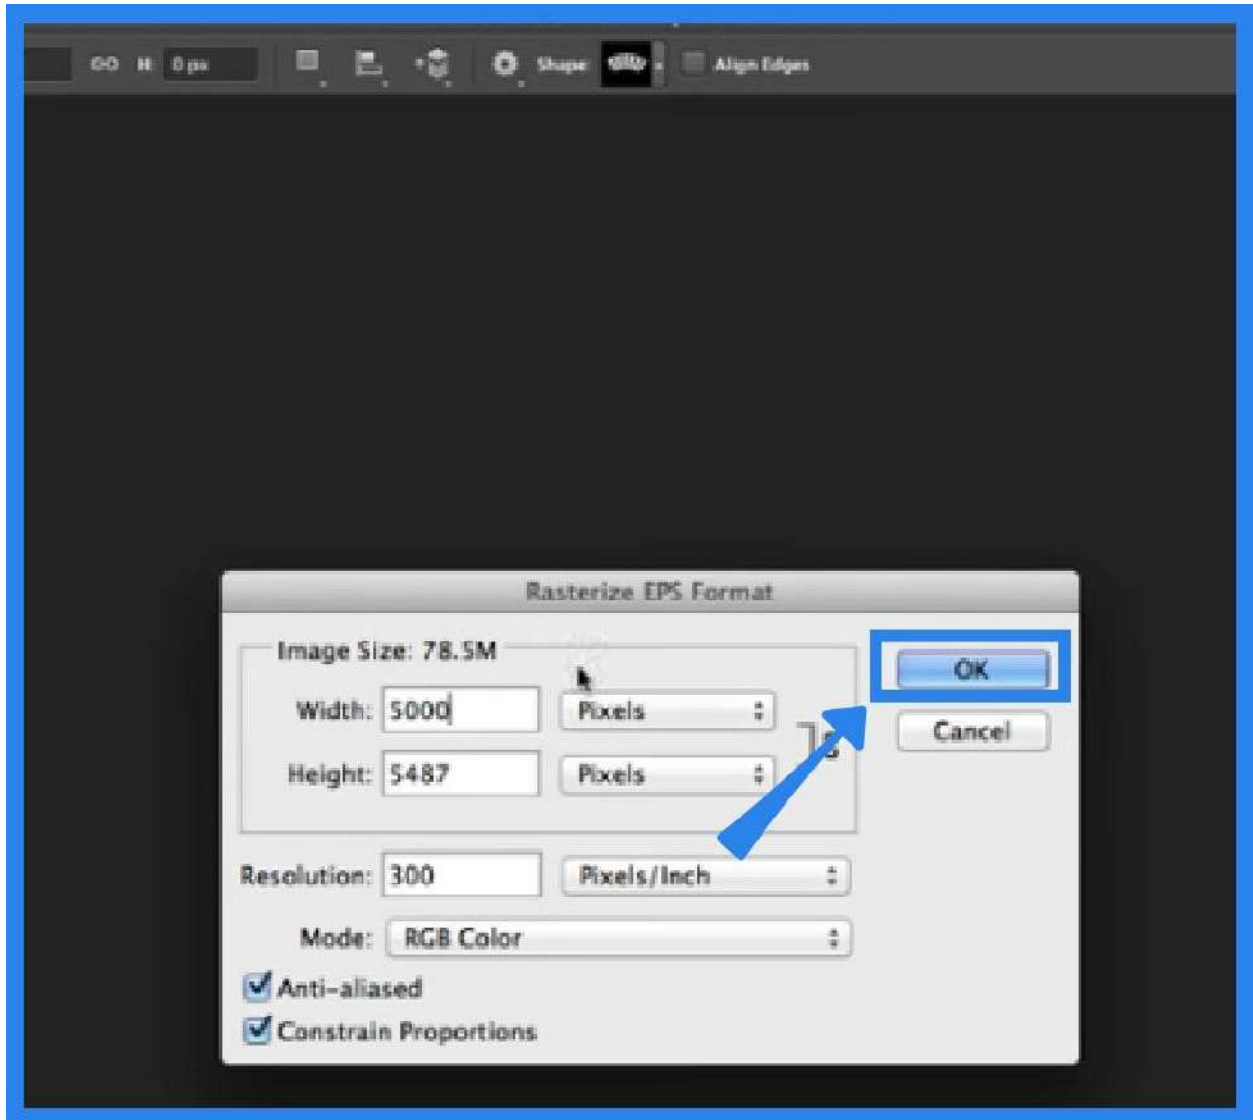 H: 0 px Shape: Align Edges
Rasterize EPS Format
Image Size: 78.5M
OK
Width: 5000 Pixels
Cancel
Height: 5487 Pixels
Resolution: 300 Pixels/Inch
Mode: RGB Color
Anti-aliased
Constrain Proportions